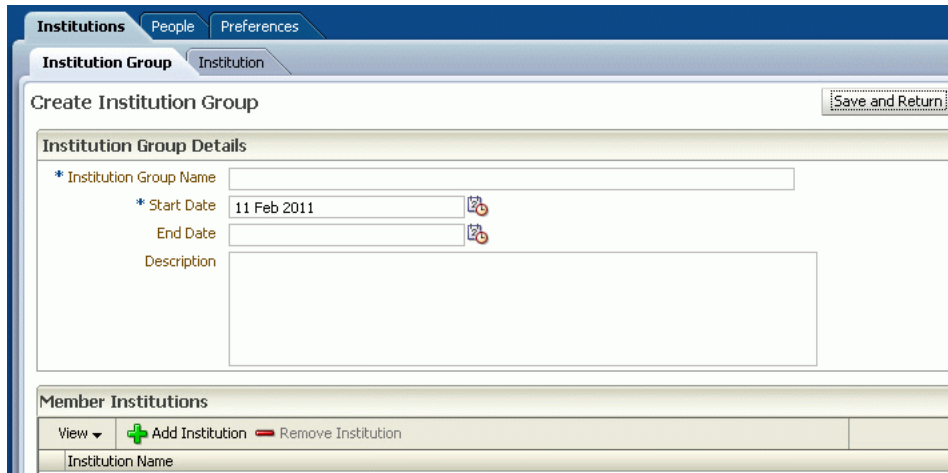 Institutions People Preferences
Institution Group Institution
Create Institution Group Save and Return
Institution Group Details
* Institution Group Name
* Start Date 11 Feb 2011
End Date
Description
Member Institutions
View Add Institution Remove Institution
Institution Name